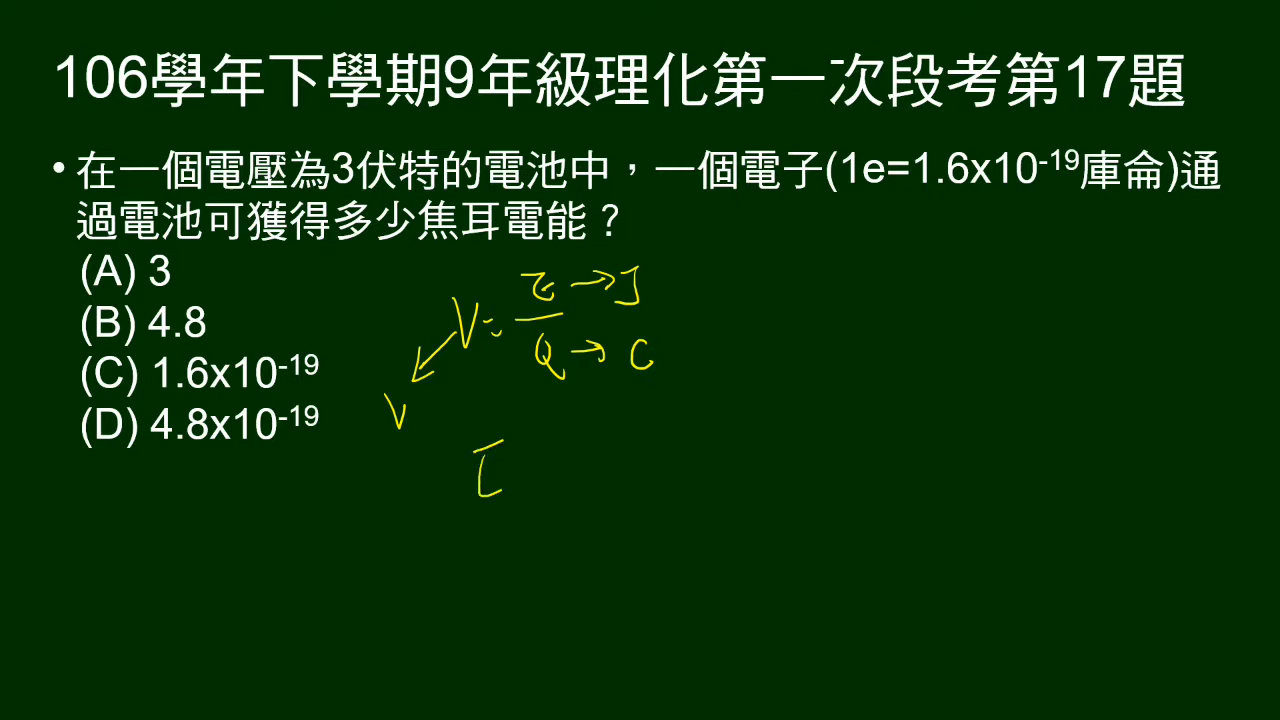 106學年下學期9年級理化第一次段考第17題
• 在一個電壓為3伏特的電池中，一個電子(1e=1.6x10-19庫侖)通
過電池可獲得多少焦耳電能？
(A) 3
(B) 4.8
(C) 1.6x10-19
(D) 4.8x10-19
E → J
V =
Q → C
V
E